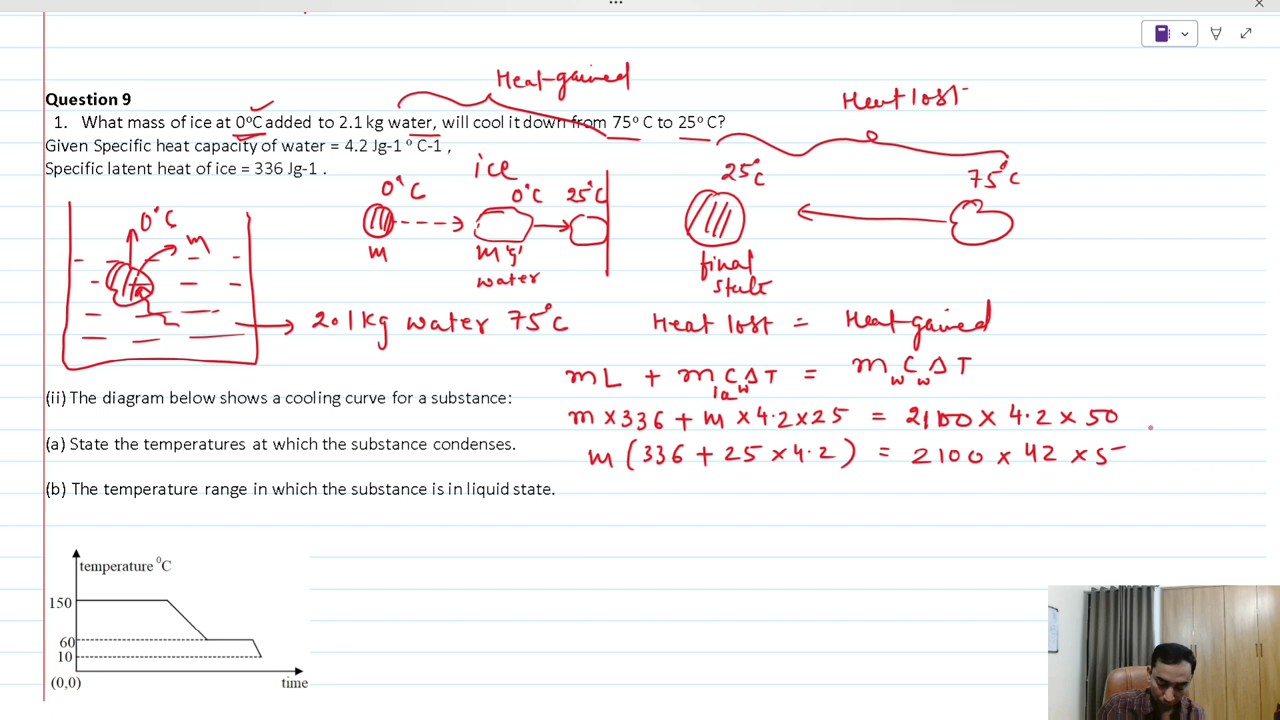 Heat-gained
Heat lost
Question 9
1. What mass of ice at 0°C added to 2.1 kg water, will cool it down from 75° C to 25° C?
Given Specific heat capacity of water = 4.2 Jg-1 ° C-1 ,
Specific latent heat of ice = 336 Jg-1 .
ice
0°C
0°C
25°C
25°C
75°C
0°C
m
m
water
m
final
state
2.1kg water 75°C
Heat lost = Heat-gained
mL + m C ΔT = m w C w ΔT
m × 336 + m × 4.2 × 25 = 2100 × 4.2 × 50
m (336 + 25 × 4.2) = 2100 × 42 × 5
(ii) The diagram below shows a cooling curve for a substance:
(a) State the temperatures at which the substance condenses.
(b) The temperature range in which the substance is in liquid state.
temperature ⁰C
150
60
10
(0,0)
time